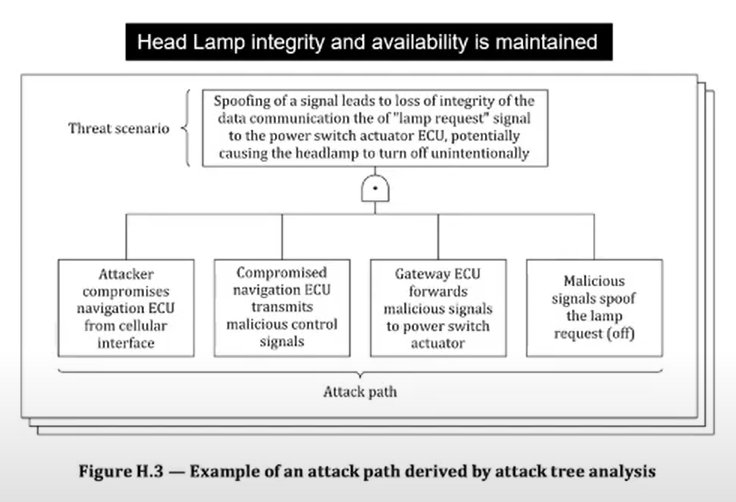 Head Lamp integrity and availability is maintained
Threat scenario
Spoofing of a signal leads to loss of integrity of the
data communication the of "lamp request" signal
to the power switch actuator ECU, potentially
causing the headlamp to turn off unintentionally
Attacker
compromises
navigation ECU
from cellular
interface
Compromised
navigation ECU
transmits
malicious control
signals
Gateway ECU
forwards
malicious signals
to power switch
actuator
Malicious
signals spoof
the lamp
request (off)
Attack path
Figure H.3 — Example of an attack path derived by attack tree analysis